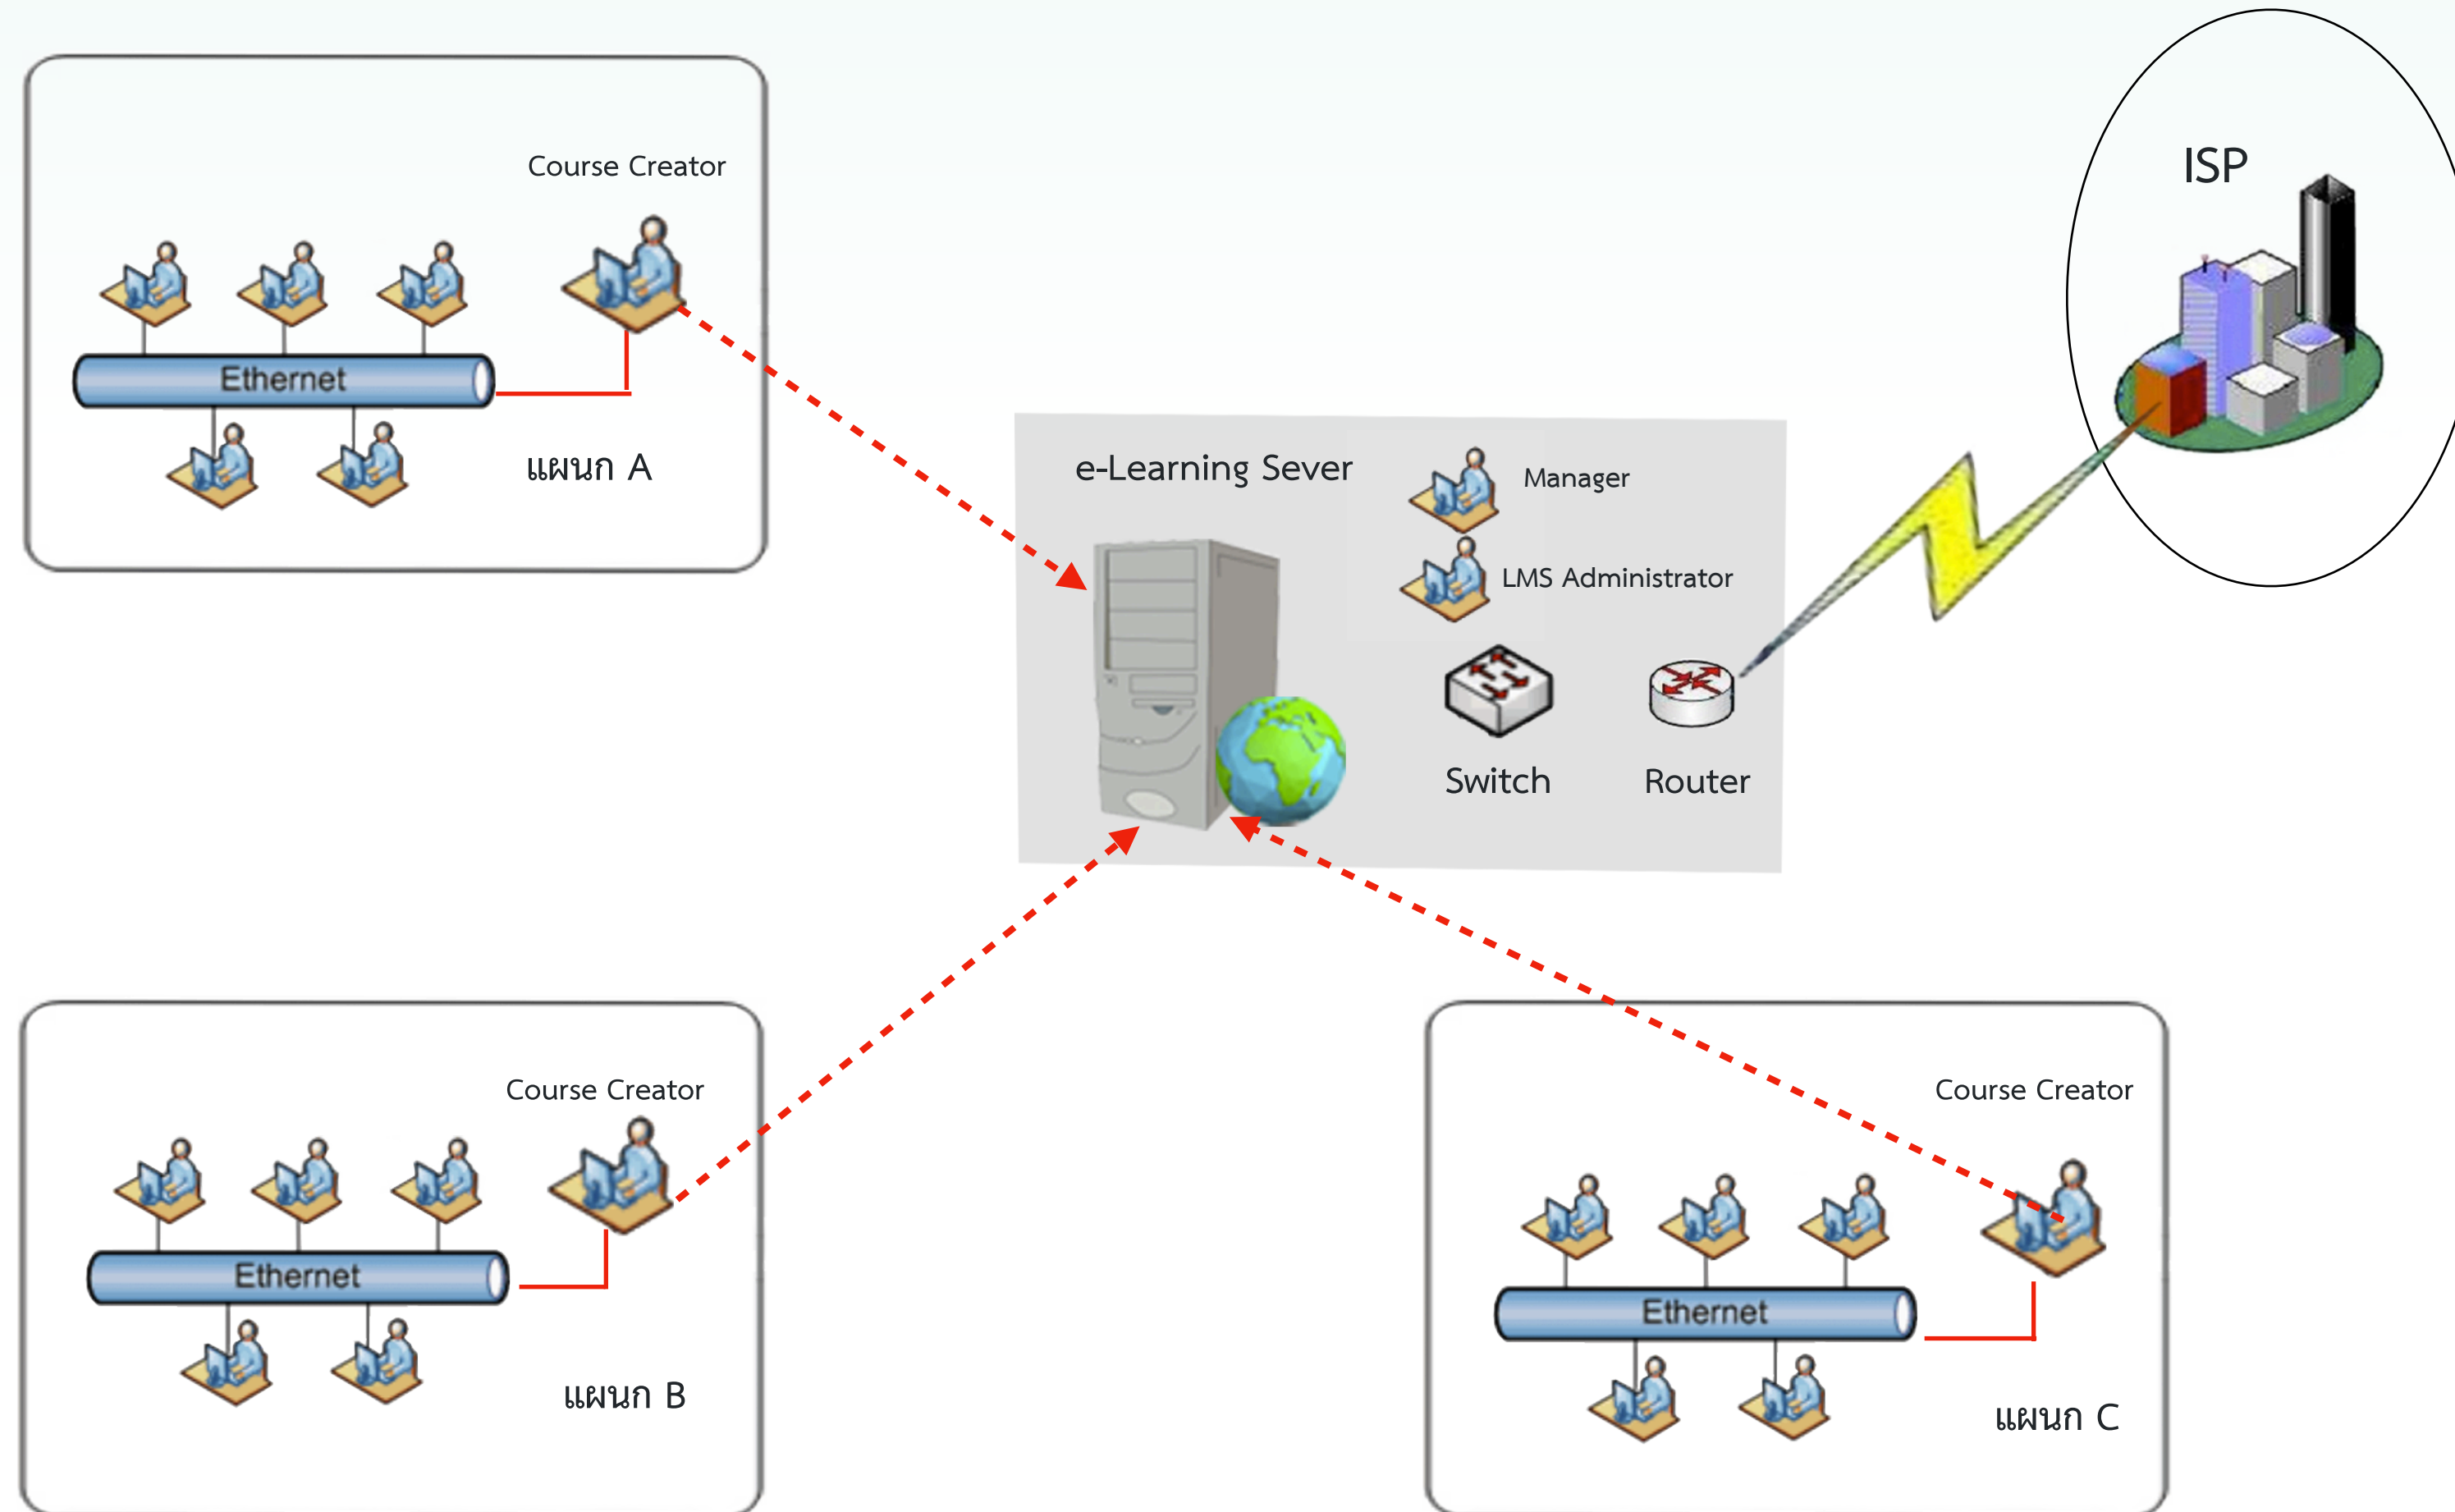 Course Creator
Ethernet
แผนก A
ISP
e-Learning Sever
Manager
LMS Administrator
Switch
Router
Course Creator
Ethernet
แผนก B
Course Creator
Ethernet
แผนก C